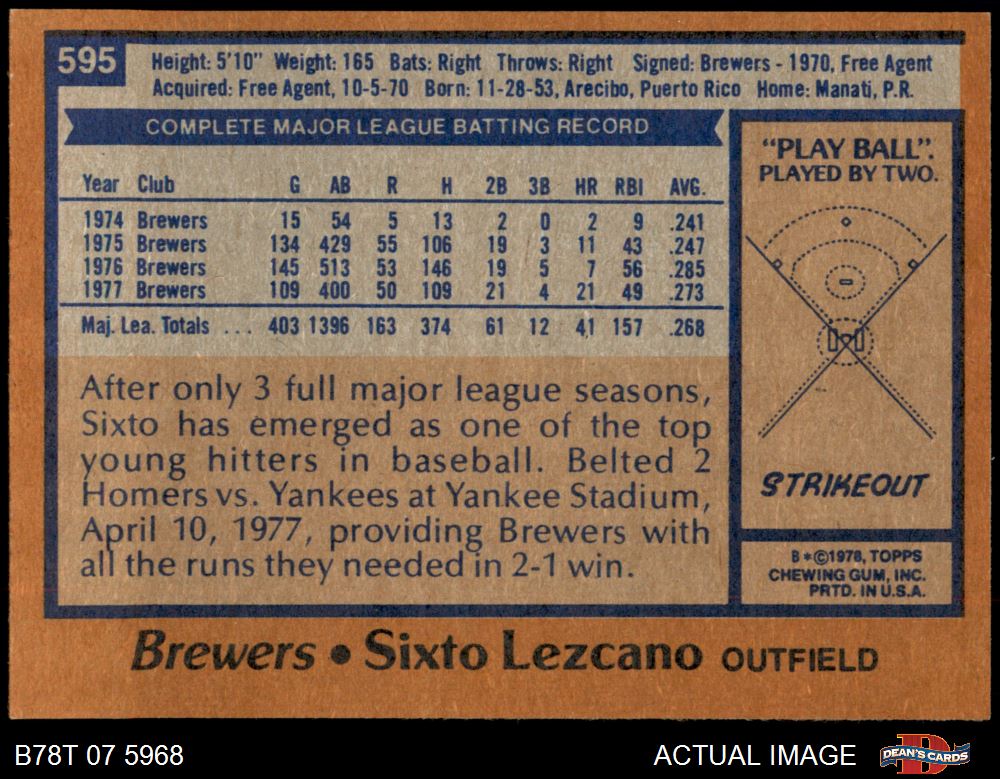 595
Height: 5'10" Weight: 165 Bats: Right Throws: Right Signed: Brewers - 1970, Free Agent
Acquired: Free Agent, 10-5-70 Born: 11-28-53, Arecibo, Puerto Rico Home: Manati, P.R.
COMPLETE MAJOR LEAGUE BATTING RECORD
Year Club G AB R H 2B 3B HR RBI AVG.
1974 Brewers 15 54 5 13 2 0 2 9 .241
1975 Brewers 134 429 55 106 19 3 11 43 .247
1976 Brewers 145 513 53 146 19 5 7 56 .285
1977 Brewers 109 400 50 109 21 4 21 49 .273
Maj. Lea. Totals ... 403 1396 163 374 61 12 41 157 .268
After only 3 full major league seasons,
Sixto has emerged as one of the top
young hitters in baseball. Belted 2
Homers vs. Yankees at Yankee Stadium,
April 10, 1977, providing Brewers with
all the runs they needed in 2-1 win.
"PLAY BALL".
PLAYED BY TWO.
STRIKEOUT
B*©1978, TOPPS
CHEWING GUM, INC.
PRTD. IN U.S.A.
Brewers • Sixto Lezcano OUTFIELD
B78T 07 5968
ACTUAL IMAGE
DEAN'S CARDS